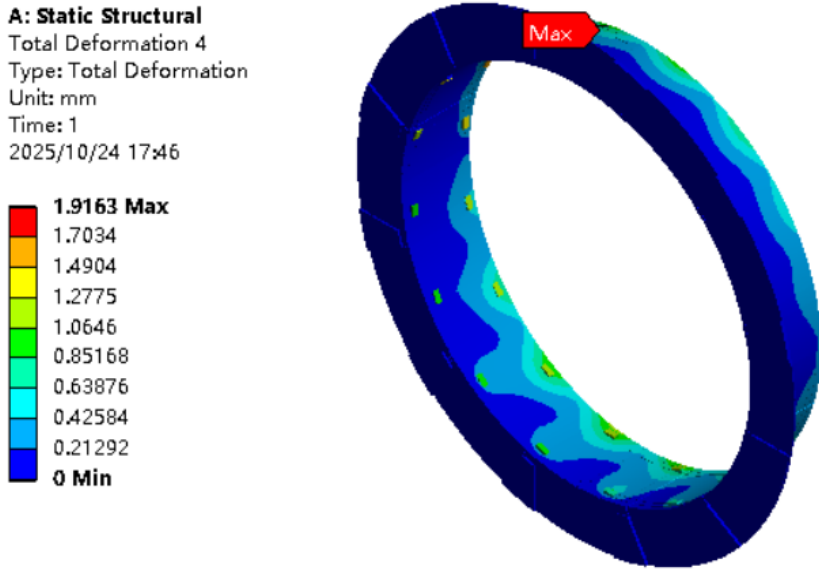 A: Static Structural
Total Deformation 4
Type: Total Deformation
Unit: mm
Time: 1
2025/10/24 17:46
1.9163 Max
1.7034
1.4904
1.2775
1.0646
0.85168
0.63876
0.42584
0.21292
0 Min
Max